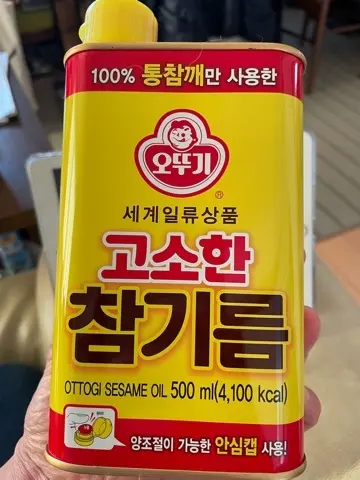 100% 통참깨만 사용한
오뚜기
®
세계일류상품
고소한
참기름
OTTOGI SESAME OIL 500 ml(4,100 kcal)
양조절이 가능한 안심캡 사용!